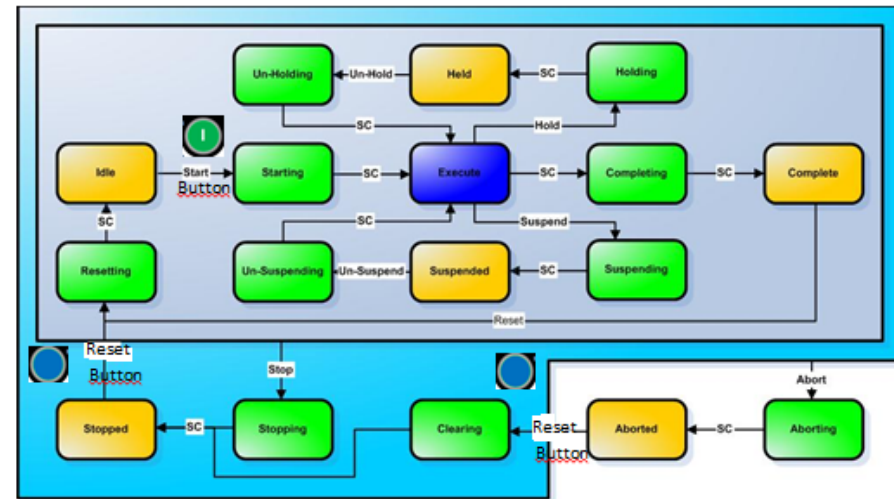 Un-Holding
Un-Hold
Held
SC
Holding
SC
Hold
I
Idle
Start
Button
Starting
SC
Execute
SC
Completing
SC
Complete
SC
SC
Suspend
Resetting
Un-Suspending
Un-Suspend
Suspended
SC
Suspending
Reset
Reset
Button
Stop
Abort
Stopped
SC
Stopping
Clearing
Reset
Button
Aborted
SC
Aborting